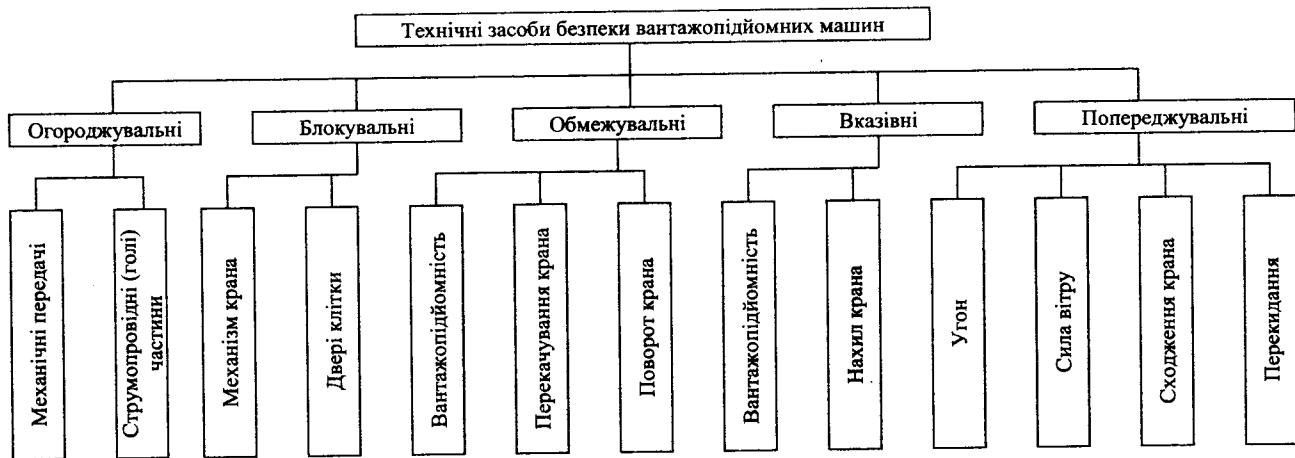 Технічні засоби безпеки вантажопідйомних машин
Огороджувальні
Блокувальні
Обмежувальні
Вказівні
Попереджувальні
Механічні передачі
Струмопровідні (голі)
частини
Механізм крана
Двері клітки
Вантажопідйомність
Перекачування крана
Поворот крана
Вантажопідйомність
Нахил крана
Угон
Сила вітру
Сходження крана
Перекидання